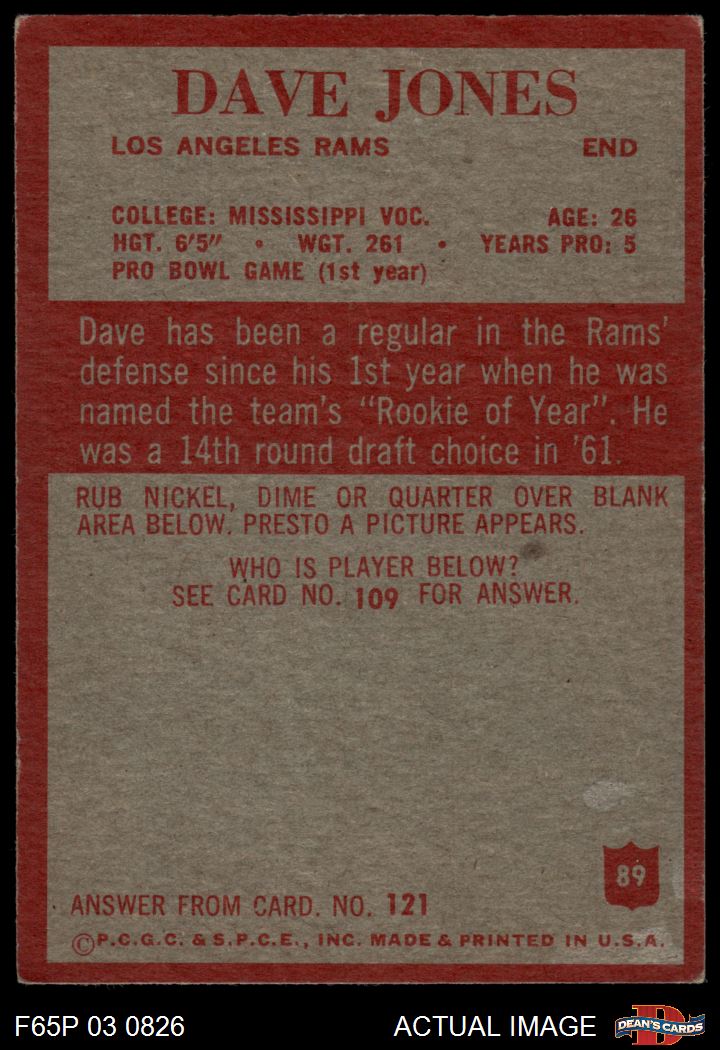 DAVE JONES
LOS ANGELES RAMS END
COLLEGE: MISSISSIPPI VOC. AGE: 26
HGT. 6'5" • WGT. 261 • YEARS PRO: 5
PRO BOWL GAME (1st year)
Dave has been a regular in the Rams'
defense since his 1st year when he was
named the team's "Rookie of Year". He
was a 14th round draft choice in '61.
RUB NICKEL, DIME OR QUARTER OVER BLANK
AREA BELOW. PRESTO A PICTURE APPEARS.
WHO IS PLAYER BELOW?
SEE CARD NO. 109 FOR ANSWER.
89
ANSWER FROM CARD. NO. 121
©P.C.G.C. & S.P.C.E., INC. MADE & PRINTED IN U.S.A.
F65P 03 0826 ACTUAL IMAGE
D
DEAN'S CARDS